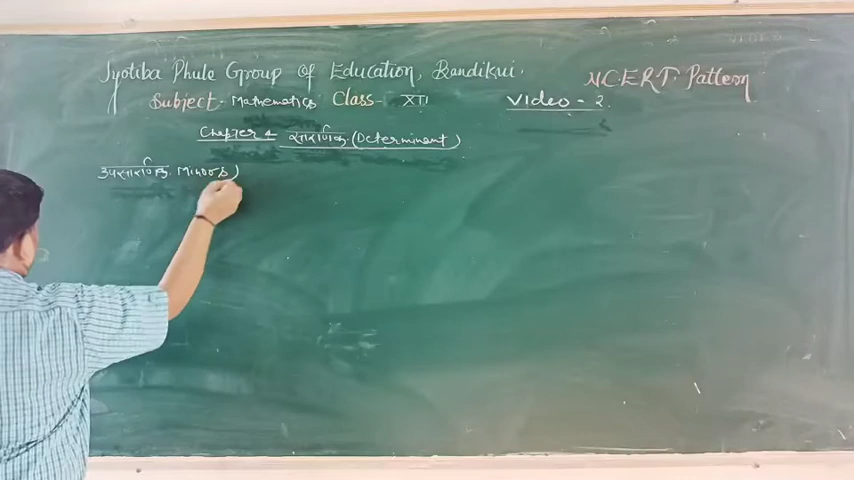 Jyotiba Phule Group of Education, Bandikui.
N.C.E.R.T. Pattern
Subject- Mathematics Class- XII
Video - 2
Chapter 4 सारणिक (Determinant)
उपसारणिक Minors)